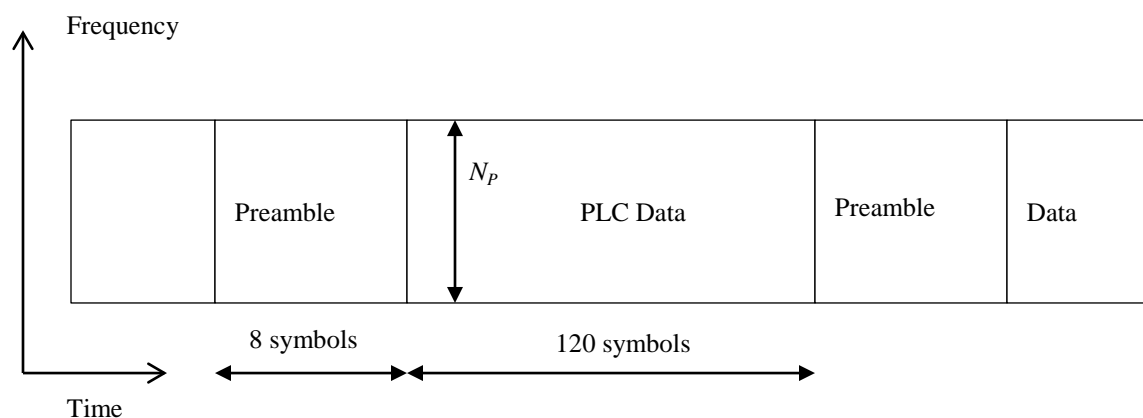 Frequency
N_P
Preamble
PLC Data
Preamble
Data
8 symbols
120 symbols
Time